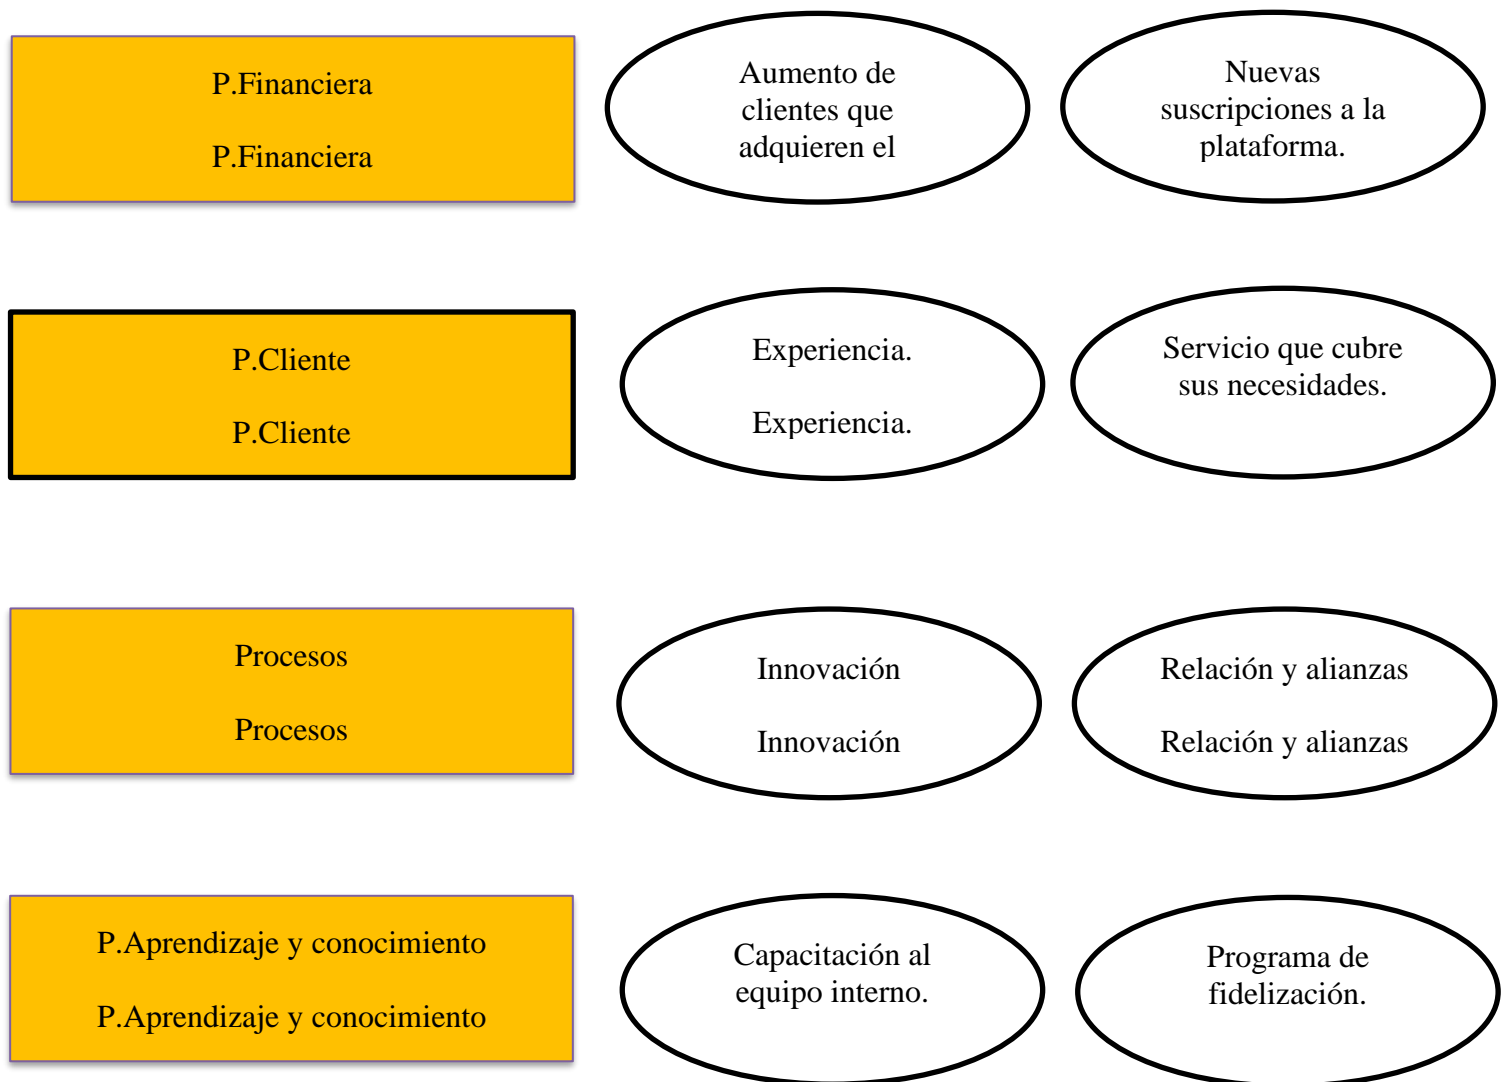 P.Financiera
P.Financiera
Aumento de
clientes que
adquieren el
Nuevas
suscripciones a la
plataforma.
P.Cliente
P.Cliente
Experiencia.
Experiencia.
Servicio que cubre
sus necesidades.
Procesos
Procesos
Innovación
Innovación
Relación y alianzas
Relación y alianzas
P.Aprendizaje y conocimiento
P.Aprendizaje y conocimiento
Capacitación al
equipo interno.
Programa de
fidelización.